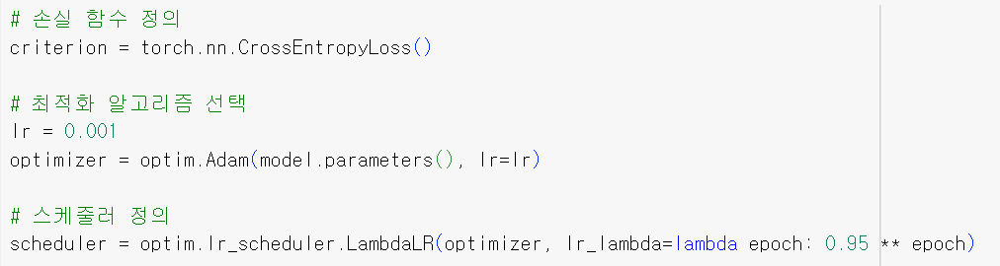 # 손실 함수 정의
criterion = torch.nn.CrossEntropyLoss()
# 최적화 알고리즘 선택
lr = 0.001
optimizer = optim.Adam(model.parameters(), lr=lr)
# 스케줄러 정의
scheduler = optim.lr_scheduler.LambdaLR(optimizer, lr_lambda=lambda epoch: 0.95 ** epoch)